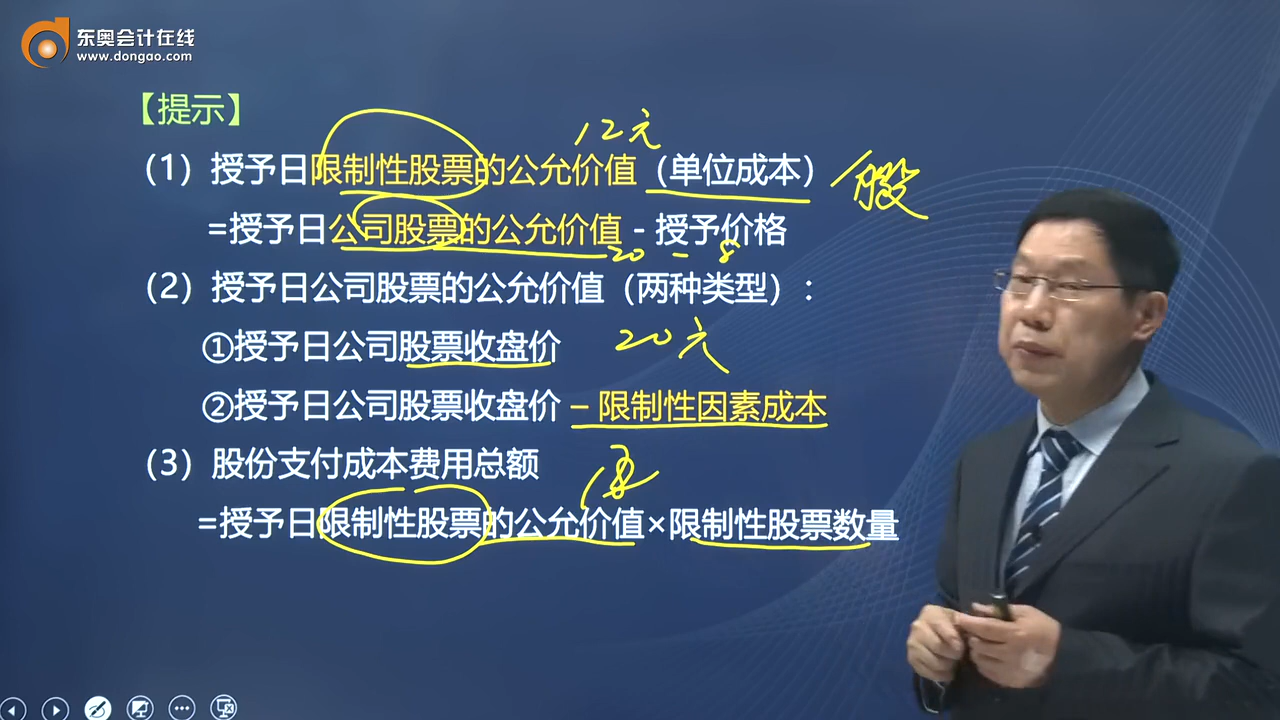 东奥会计在线
www.dongao.com
【提示】
12元
（1）授予日限制性股票的公允价值（单位成本）
/股
=授予日公司股票的公允价值 - 授予价格
20 - 8
（2）授予日公司股票的公允价值（两种类型）：
①授予日公司股票收盘价
20元
②授予日公司股票收盘价 – 限制性因素成本
（3）股份支付成本费用总额
=授予日限制性股票的公允价值×限制性股票数量